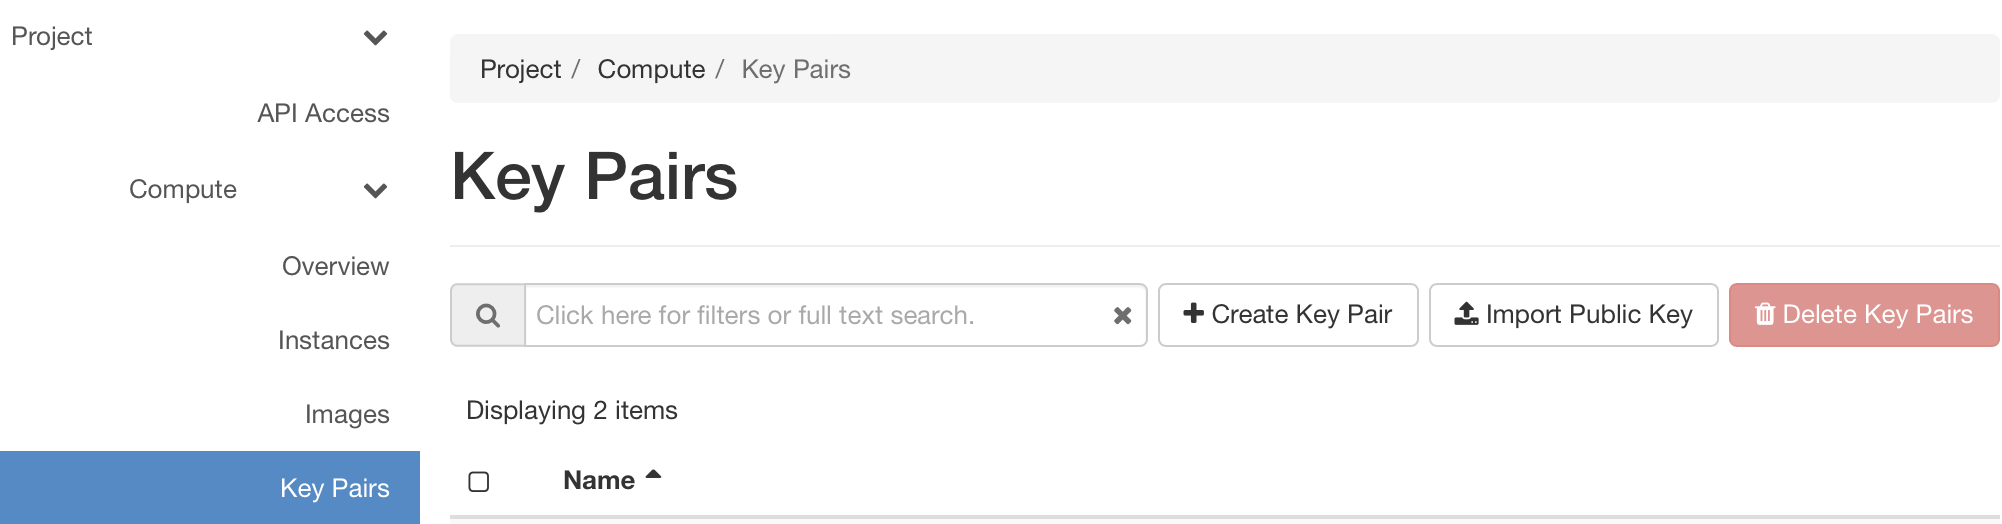 Project
API Access
Compute
Overview
Instances
Images
Key Pairs
Project / Compute / Key Pairs
Key Pairs
Click here for filters or full text search.
Create Key Pair
Import Public Key
Delete Key Pairs
Displaying 2 items
Name